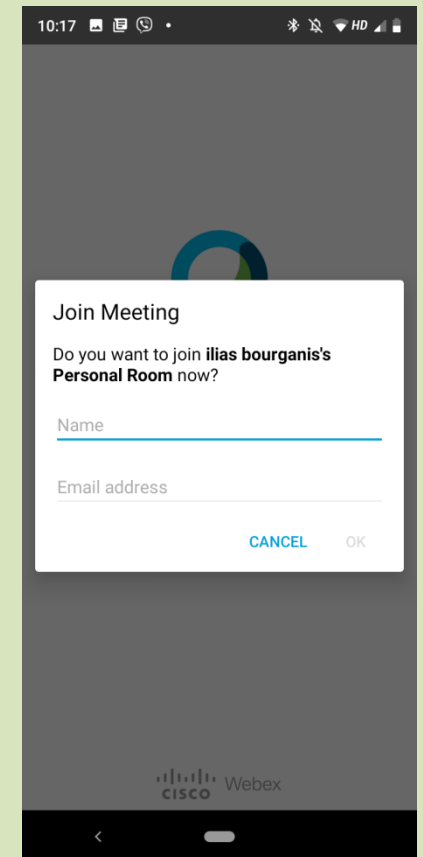 10:17 HD
Join Meeting
Do you want to join ilias bourganis's
Personal Room now?
Name
Email address
CANCEL OK
CISCO Webex